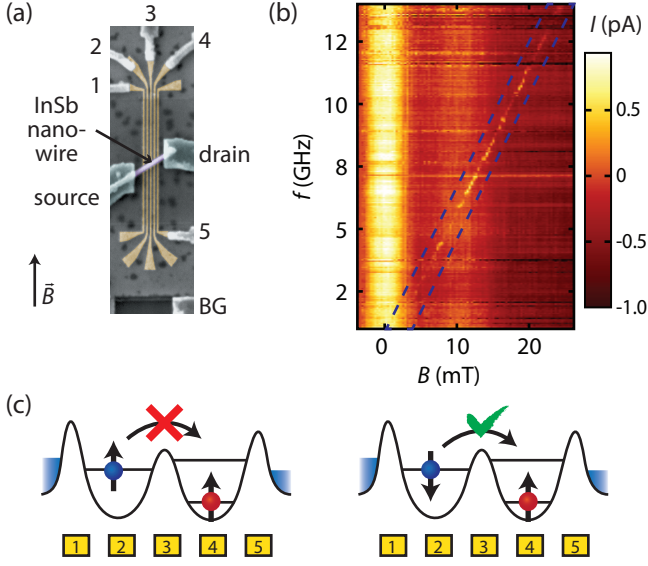 (a)
3
2
4
1
InSb
nano-
wire
drain
source
5
B
BG
(b)
I (pA)
12
10
8
5
2
f (GHz)
0
10
20
B (mT)
0.5
0
-0.5
-1.0
(c)
1 2 3 4 5
1 2 3 4 5